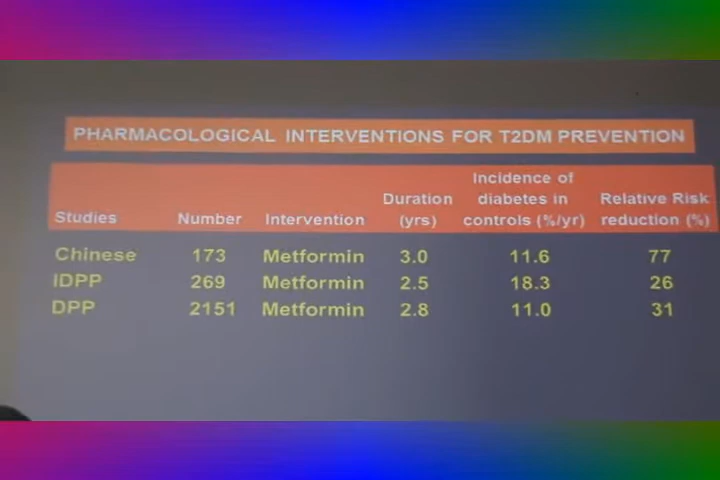 PHARMACOLOGICAL INTERVENTIONS FOR T2DM PREVENTION
Studies Number Intervention Duration (yrs) Incidence of diabetes in controls (%/yr) Relative Risk reduction (%)
Chinese 173 Metformin 3.0 11.6 77
IDPP 269 Metformin 2.5 18.3 26
DPP 2151 Metformin 2.8 11.0 31